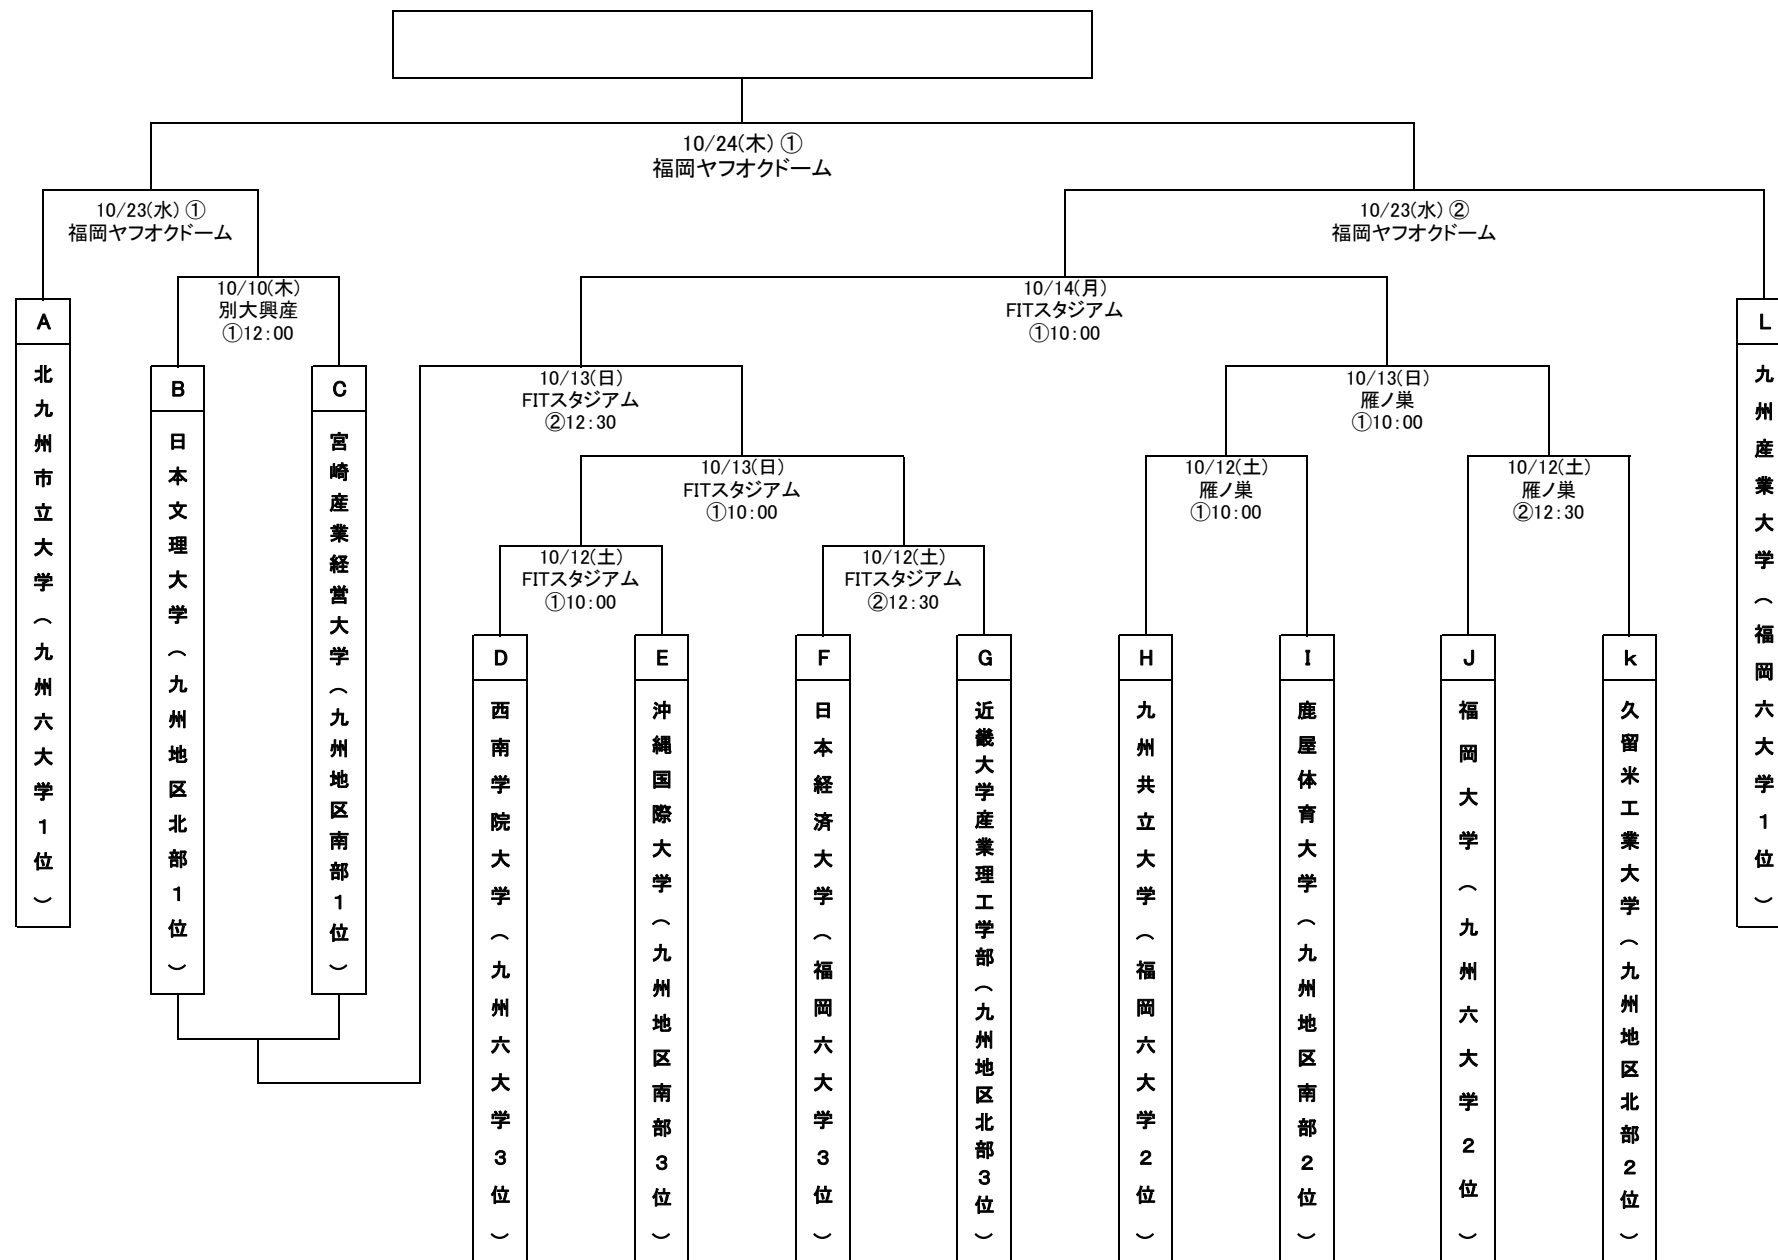 10/24(木) ①
福岡ヤフオクドーム
10/23(水) ①
福岡ヤフオクドーム
10/23(水) ②
福岡ヤフオクドーム
10/10(木)
別大興産
①12:00
10/14(月)
FITスタジアム
①10:00
10/13(日)
FITスタジアム
②12:30
10/13(日)
雁ノ巣
①10:00
10/13(日)
FITスタジアム
①10:00
10/12(土)
雁ノ巣
①10:00
10/12(土)
雁ノ巣
②12:30
10/12(土)
FITスタジアム
①10:00
10/12(土)
FITスタジアム
②12:30
A
北九州市立大学(九州六大学1位)
B
日本文理大学(九州地区北部1位)
C
宮崎産業経営大学(九州地区南部1位)
D
西南学院大学(九州六大学3位)
E
沖縄国際大学(九州地区南部3位)
F
日本経済大学(福岡六大学3位)
G
近畿大学産業理工学部(九州地区北部3位)
H
九州共立大学(福岡六大学2位)
I
鹿屋体育大学(九州地区南部2位)
J
福岡大学(九州六大学2位)
k
久留米工業大学(九州地区北部2位)
L
九州産業大学(福岡六大学1位)